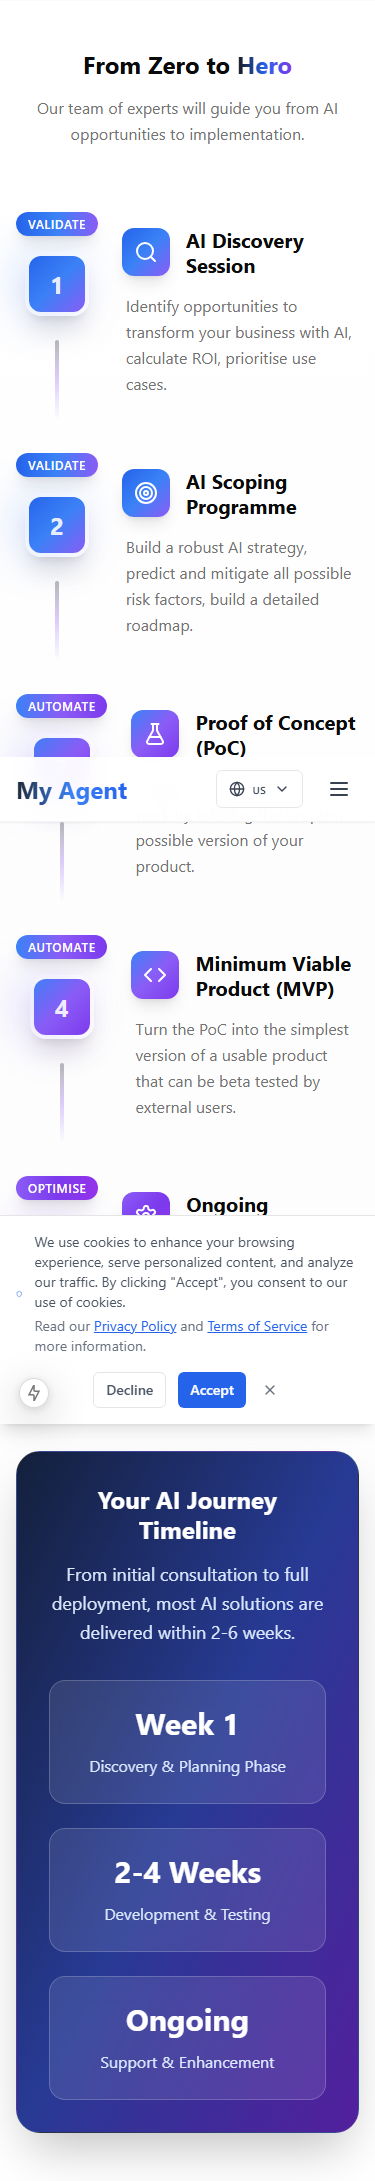 From Zero to Hero
Our team of experts will guide you from AI
opportunities to implementation.
VALIDATE
1
AI Discovery
Session
Identify opportunities to
transform your business with AI,
calculate ROI, prioritise use
cases.
VALIDATE
2
AI Scoping
Programme
Build a robust AI strategy,
predict and mitigate all possible
risk factors, build a detailed
roadmap.
AUTOMATE
Proof of Concept
(PoC)
My Agent
us
possible version of your
product.
AUTOMATE
4
Minimum Viable
Product (MVP)
Turn the PoC into the simplest
version of a usable product
that can be beta tested by
external users.
OPTIMISE
Ongoing
We use cookies to enhance your browsing
experience, serve personalized content, and analyze
our traffic. By clicking "Accept", you consent to our
use of cookies.
Read our Privacy Policy and Terms of Service for
more information.
Decline
Accept
Your AI Journey
Timeline
From initial consultation to full
deployment, most AI solutions are
delivered within 2-6 weeks.
Week 1
Discovery & Planning Phase
2-4 Weeks
Development & Testing
Ongoing
Support & Enhancement